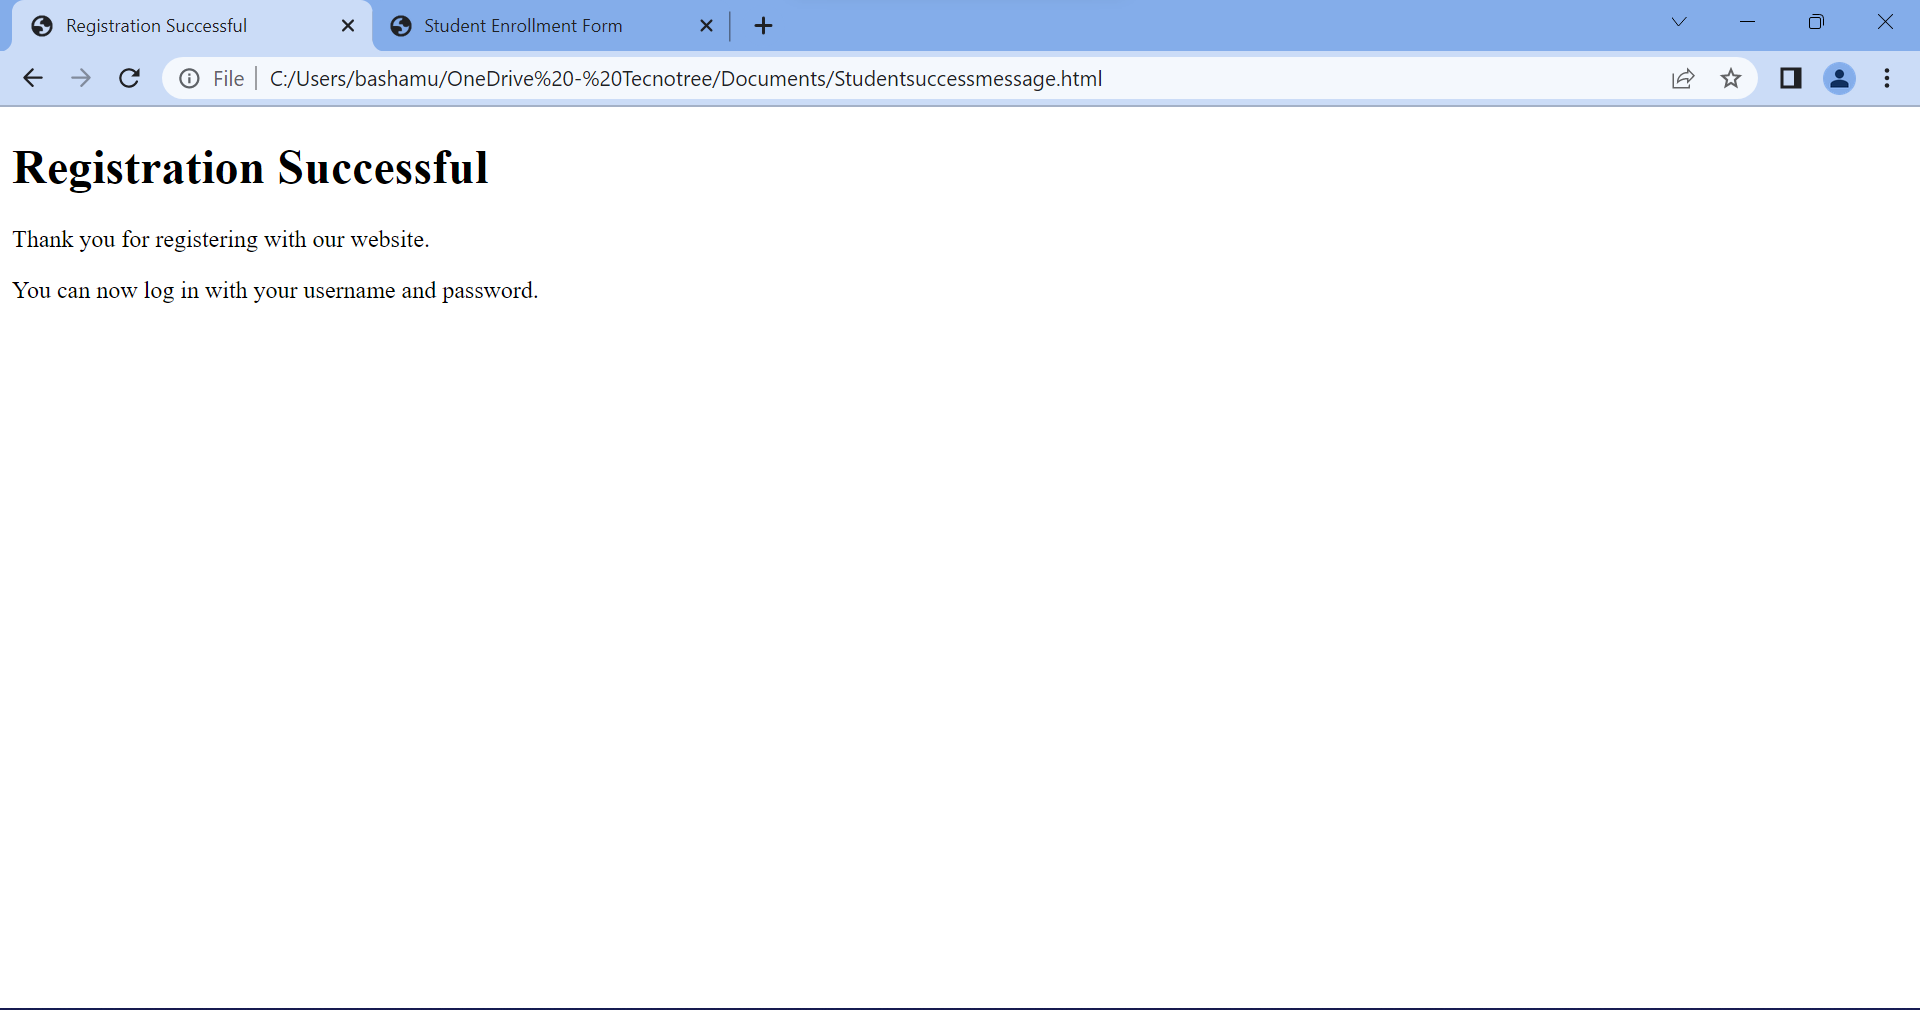 Registration Successful
Student Enrollment Form
File
C:/Users/bashamu/OneDrive%20-%20Tecnotree/Documents/Studentsuccessmessage.html
Registration Successful
Thank you for registering with our website.
You can now log in with your username and password.